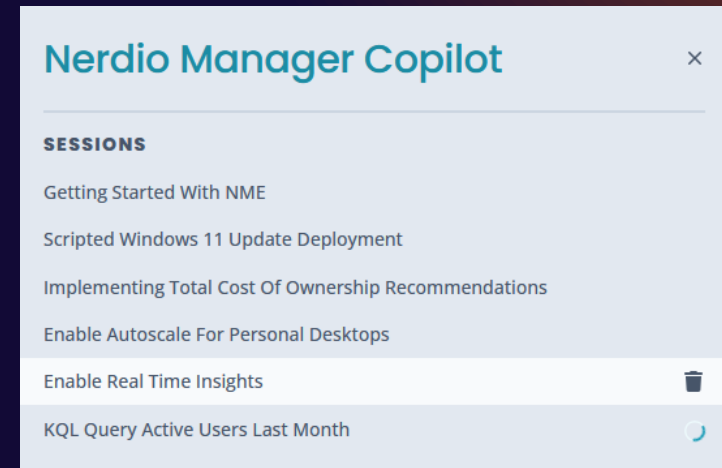 Nerdio Manager Copilot
SESSIONS
Getting Started With NME
Scripted Windows 11 Update Deployment
Implementing Total Cost Of Ownership Recommendations
Enable Autoscale For Personal Desktops
Enable Real Time Insights
KQL Query Active Users Last Month